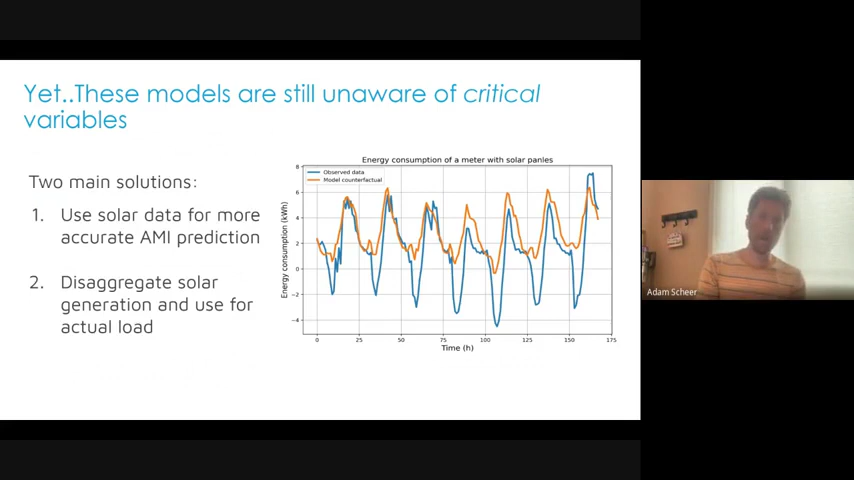 Yet..These models are still unaware of critical
variables
Two main solutions:
1. Use solar data for more
accurate AMI prediction
2. Disaggregate solar
generation and use for
actual load
Energy consumption of a meter with solar panles
Observed data
Model counterfactual
Energy consumption (kWh)
8
6
4
2
0
−2
−4
0 25 50 75 100 125 150 175
Time (h)
Adam Scheer